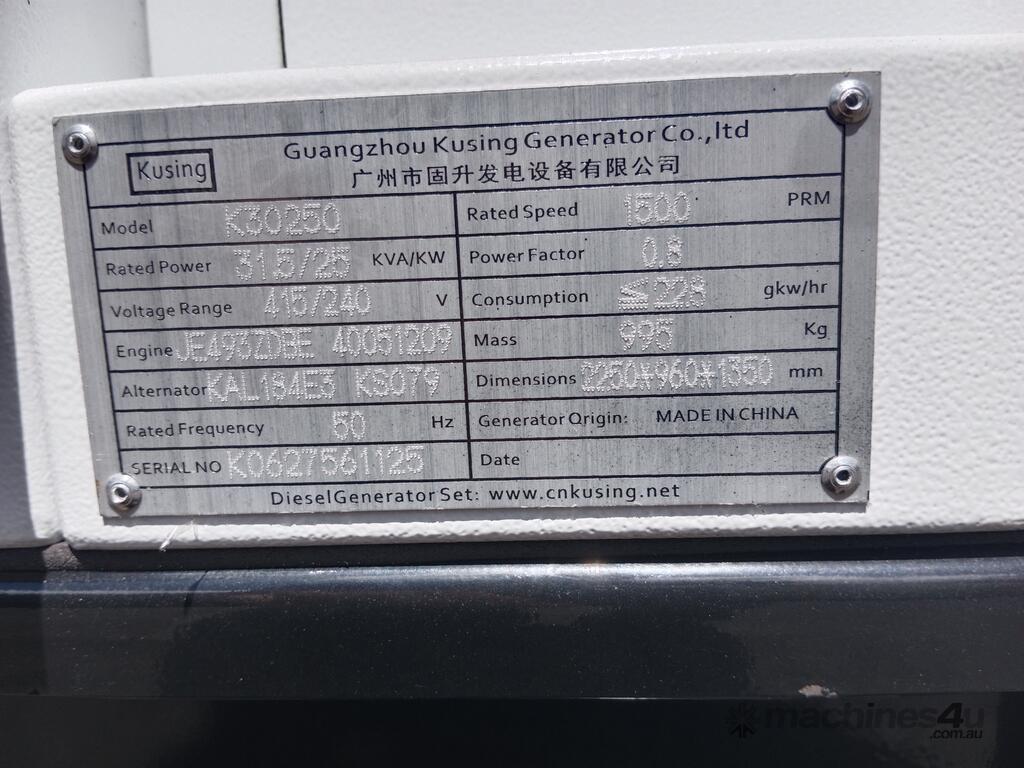 Kusing
Guangzhou Kusing Generator Co.,ltd
广州市固升发电设备有限公司
Model K30250
Rated Power 31.5/25 KVA/KW
Voltage Range 415/240 V
Engine JE493ZDBE 40051209
Alternator KAL184E3 KS079
Rated Frequency 50 Hz
SERIAL NO K0627561125
Rated Speed 1500 PRM
Power Factor 0.8
Consumption ≤228 gkw/hr
Mass 995 Kg
Dimensions 2250*960*1350 mm
Generator Origin: MADE IN CHINA
Date
Diesel Generator Set: www.cnkusing.net
machines4u
.com.au